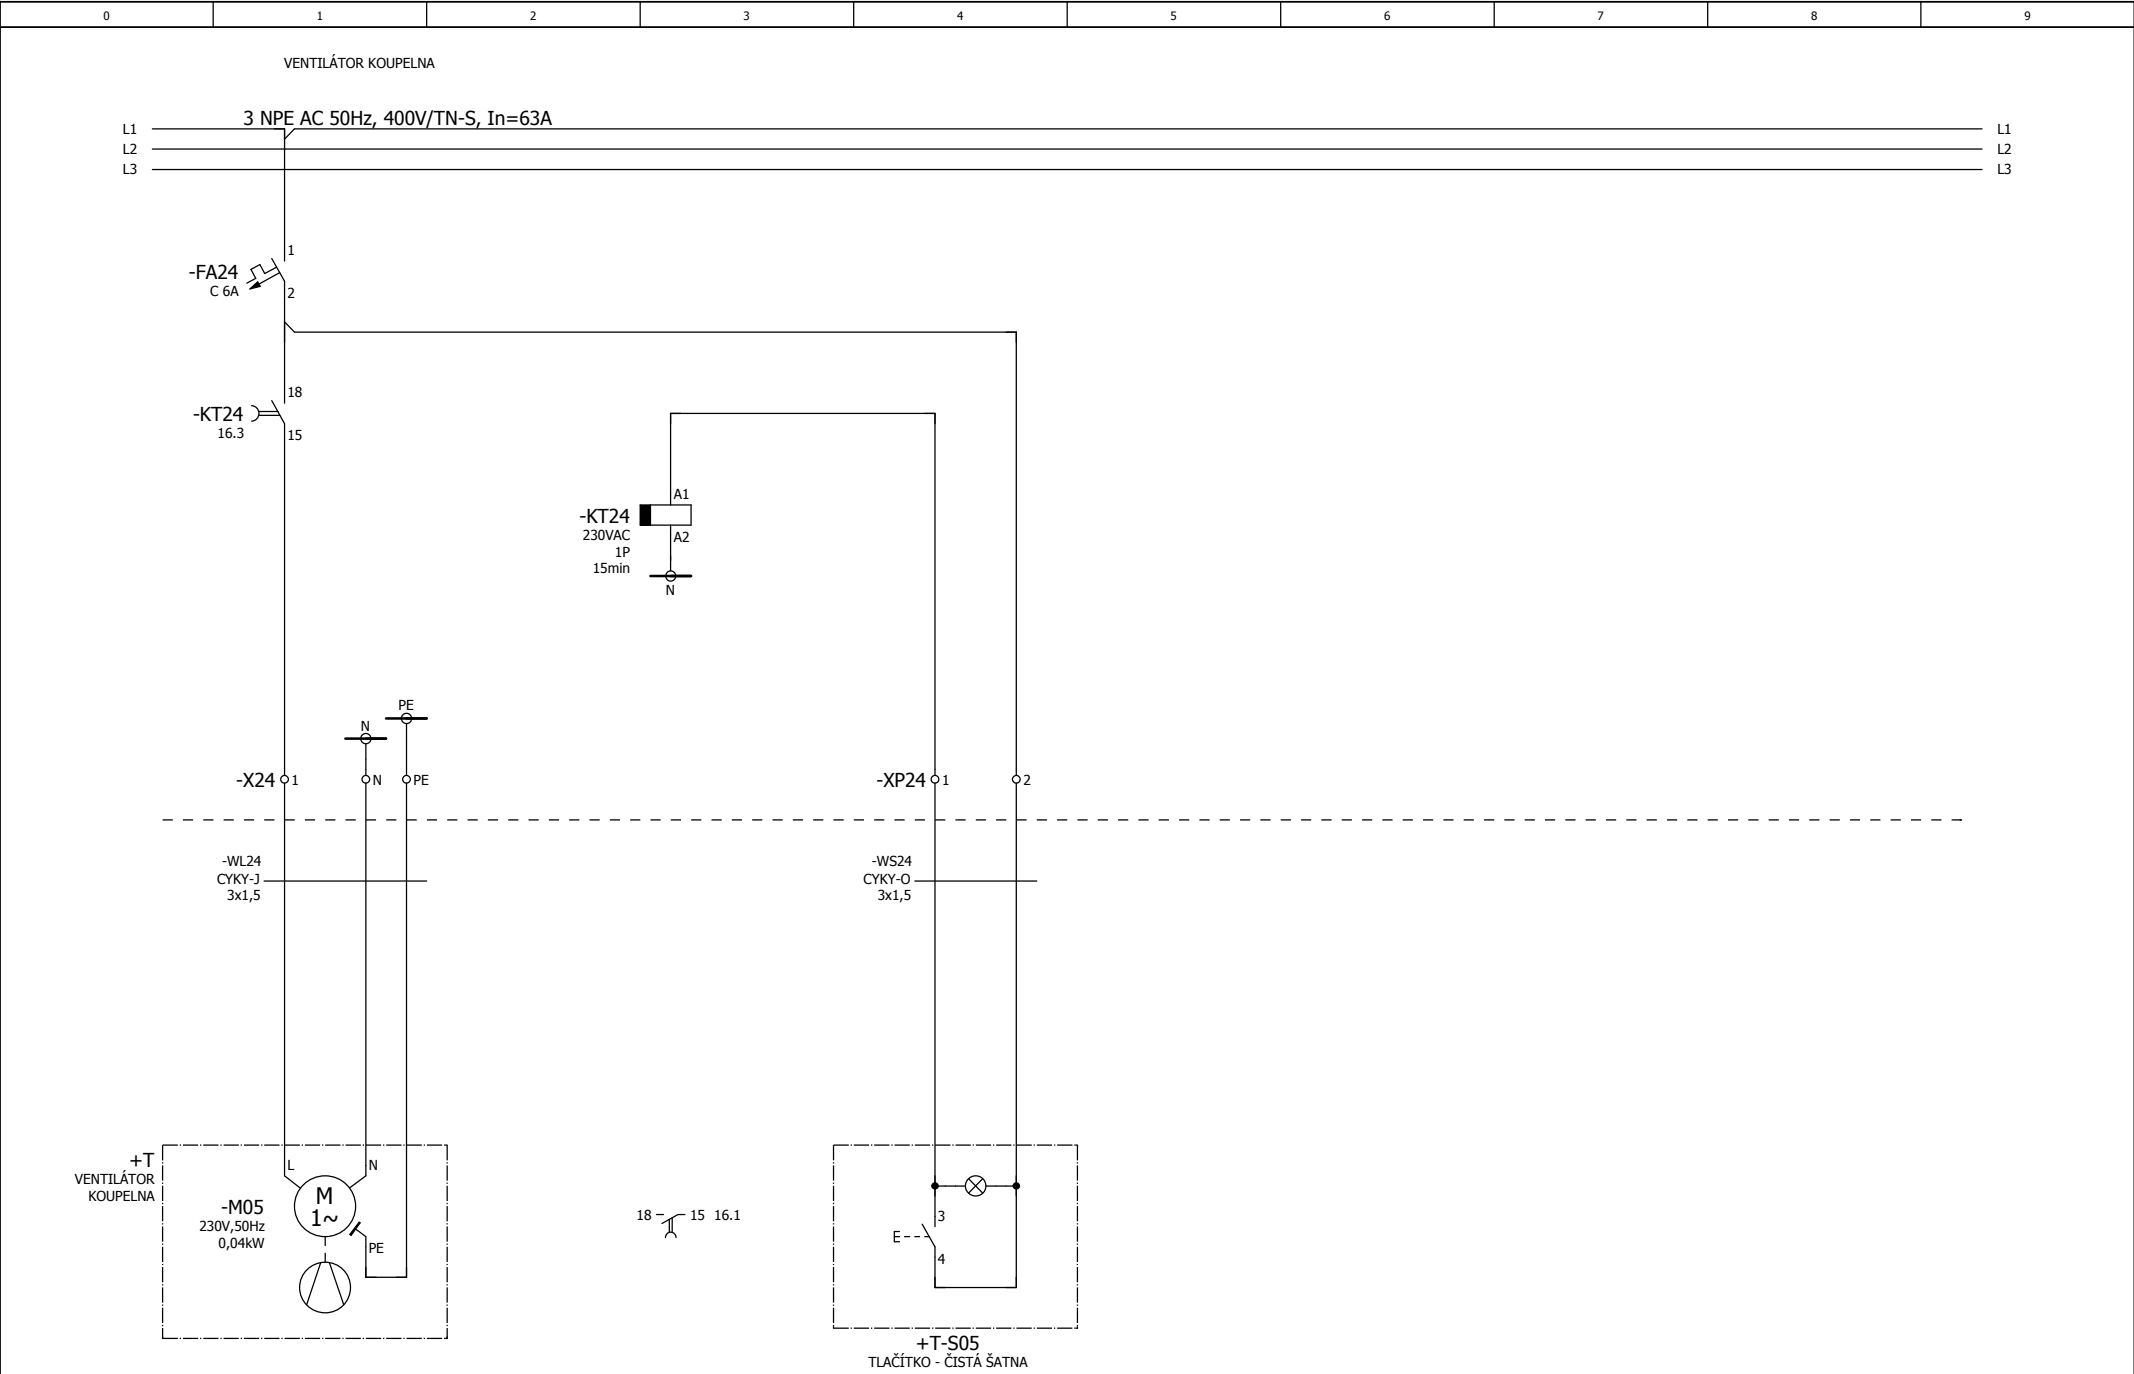 0 1 2 3 4 5 6 7 8 9
VENTILÁTOR KOUPELNA
3 NPE AC 50Hz, 400V/TN-S, In=63A
L1 L1
L2 L2
L3 L3
1
-FA24
C 6A
2
18
-KT24
16.3
15
A1
-KT24
230VAC
A2
1P
15min
N
PE
N
-X24 1 N PE
-XP24 1 2
-WL24
CYKY-J
3x1,5
-WS24
CYKY-O
3x1,5
+T
VENTILÁTOR
KOUPELNA
L N
-M05
230V,50Hz
0,04kW
M
1~
PE
18 15 16.1
3
E
4
+T-S05
TLAČÍTKO - ČISTÁ ŠATNA